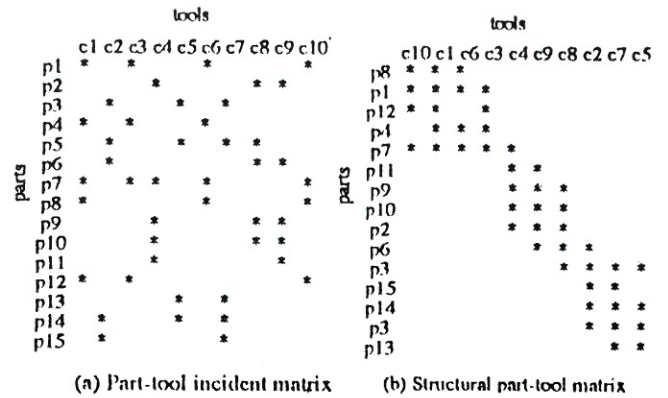 tools
c1 c2 c3 c4 c5 c6 c7 c8 c9 c10
parts
p1 * * * *
p2 * * *
p3 * * *
p4 * * *
p5 * * * *
p6 * * *
p7 * * * * *
p8 * * *
p9 * * *
p10 * * *
p11 * *
p12 * * *
p13 * *
p14 * * *
p15 * *
(a) Part-tool incident matrix
tools
c10 c1 c6 c3 c4 c9 c8 c2 c7 c5
parts
p8 * * *
p1 * * * *
p12 * * *
p4 * * *
p7 * * * * *
p11 * *
p9 * * *
p10 * * *
p2 * * *
p6 * * *
p3 * * * *
p15 * *
p14 * * *
p3 * * *
p13 * *
(b) Structural part-tool matrix